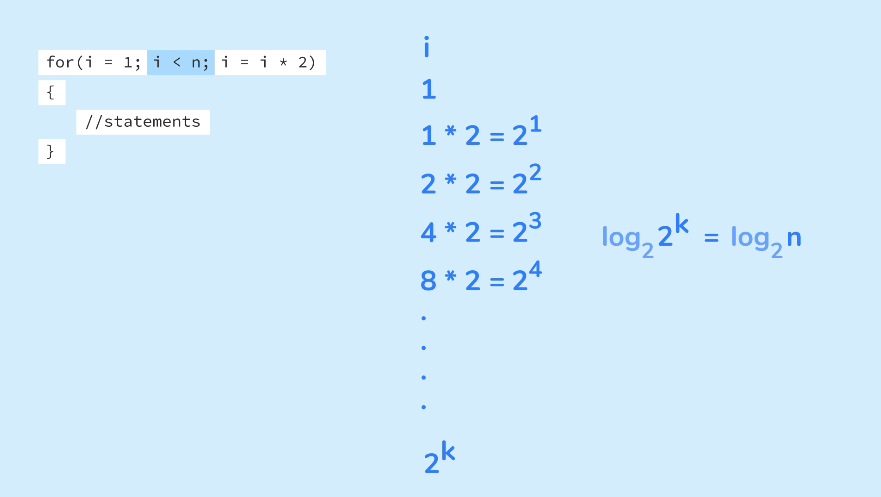 for(i = 1; i < n; i = i * 2)
{
//statements
}
i
1
1 * 2 = 2¹
2 * 2 = 2²
4 * 2 = 2³
8 * 2 = 2⁴
.
.
.
.
2ᵏ
log₂2ᵏ = log₂n